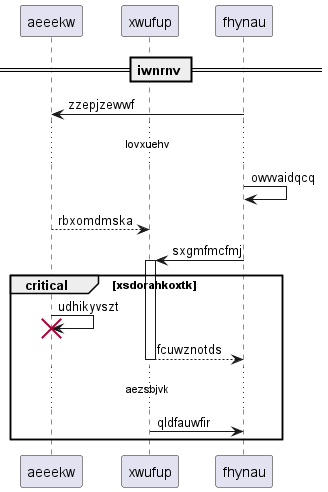 aeeekw xwufup fhynau
iwnrnv
zzepjzewwf
lovxuehv
owvvaidqcq
rbxomdmska
sxgmfmcfmj
critical [xsdorahkoxtk]
udhikyvszt
fcuwznotds
aezsbjvk
qldfauwfir
aeeekw xwufup fhynau